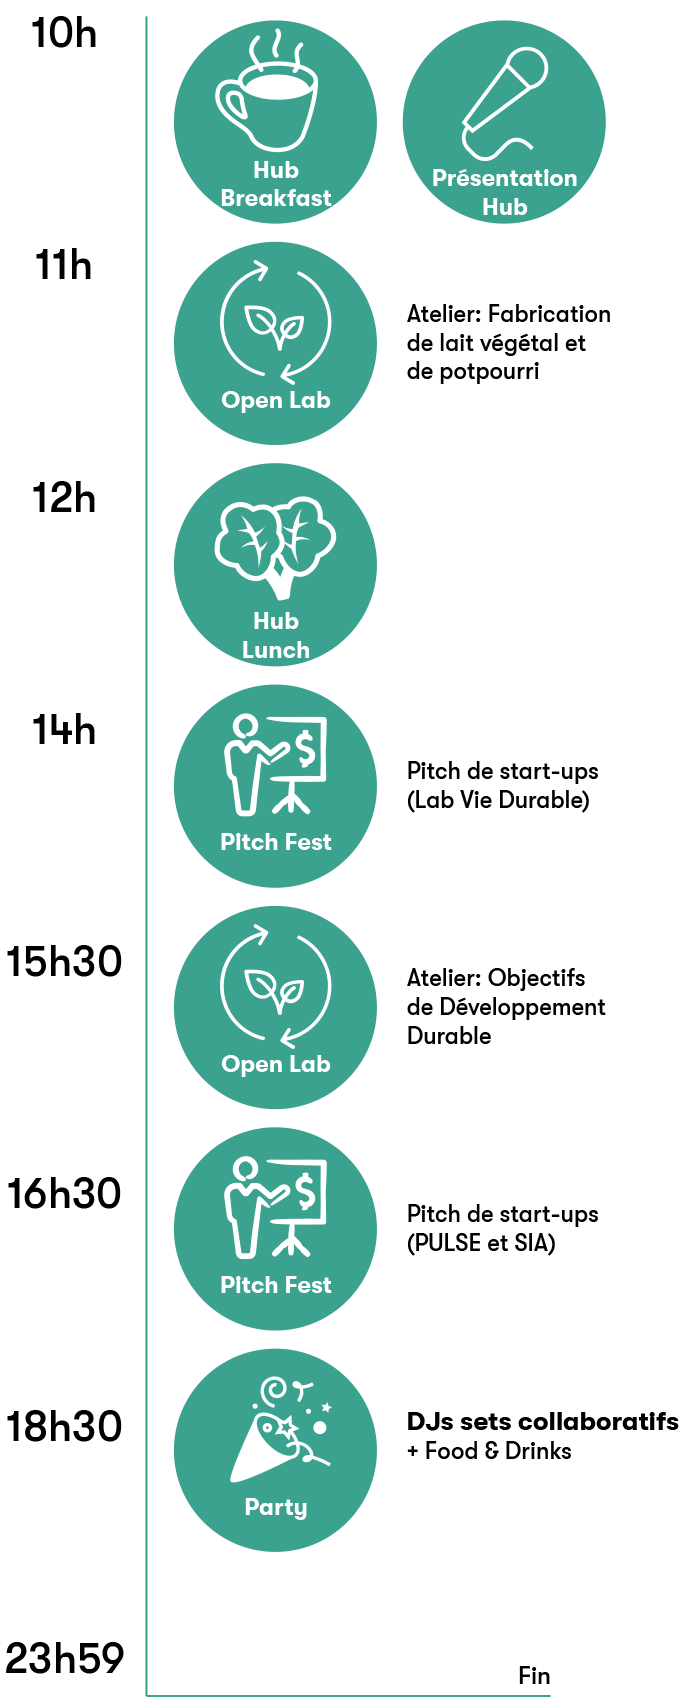 10h
Hub
Breakfast
Présentation
Hub
11h
Open Lab
Atelier: Fabrication
de lait végétal et
de potpourri
12h
Hub
Lunch
14h
$
Pitch Fest
Pitch de start-ups
(Lab Vie Durable)
15h30
Open Lab
Atelier: Objectifs
de Développement
Durable
16h30
$
Pitch Fest
Pitch de start-ups
(PULSE et SIA)
18h30
Party
DJs sets collaboratifs
+ Food & Drinks
23h59
Fin